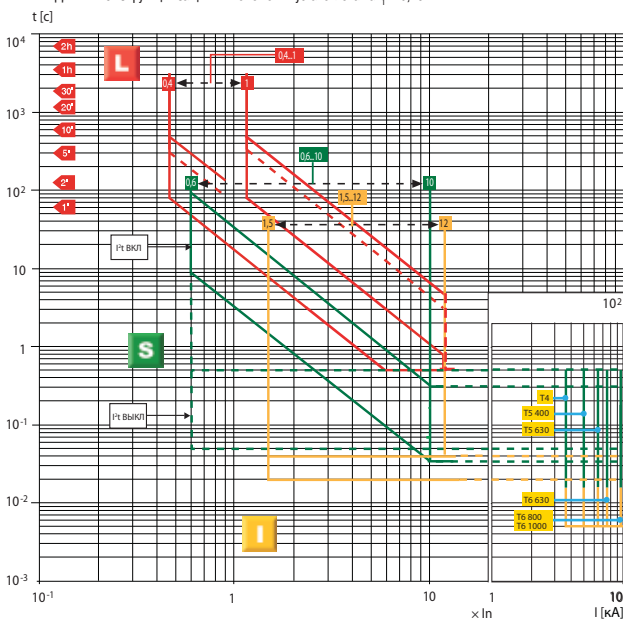 t [c]
10⁴
2h
1h
30'
20'
10'
5'
2'
1'
L
0,4
0,4...1
1
10³
0,6...10
10²
0,6
10
1,5...12
1,5
12
I²t ВКЛ
10
10²
1
S
I²t ВЫКЛ
10⁻¹
T4
T5 400
T5 630
10⁻²
T6 630
T6 800
T6 1000
I
10⁻³
10⁻¹
1
10
1
10
× In
I [кА]